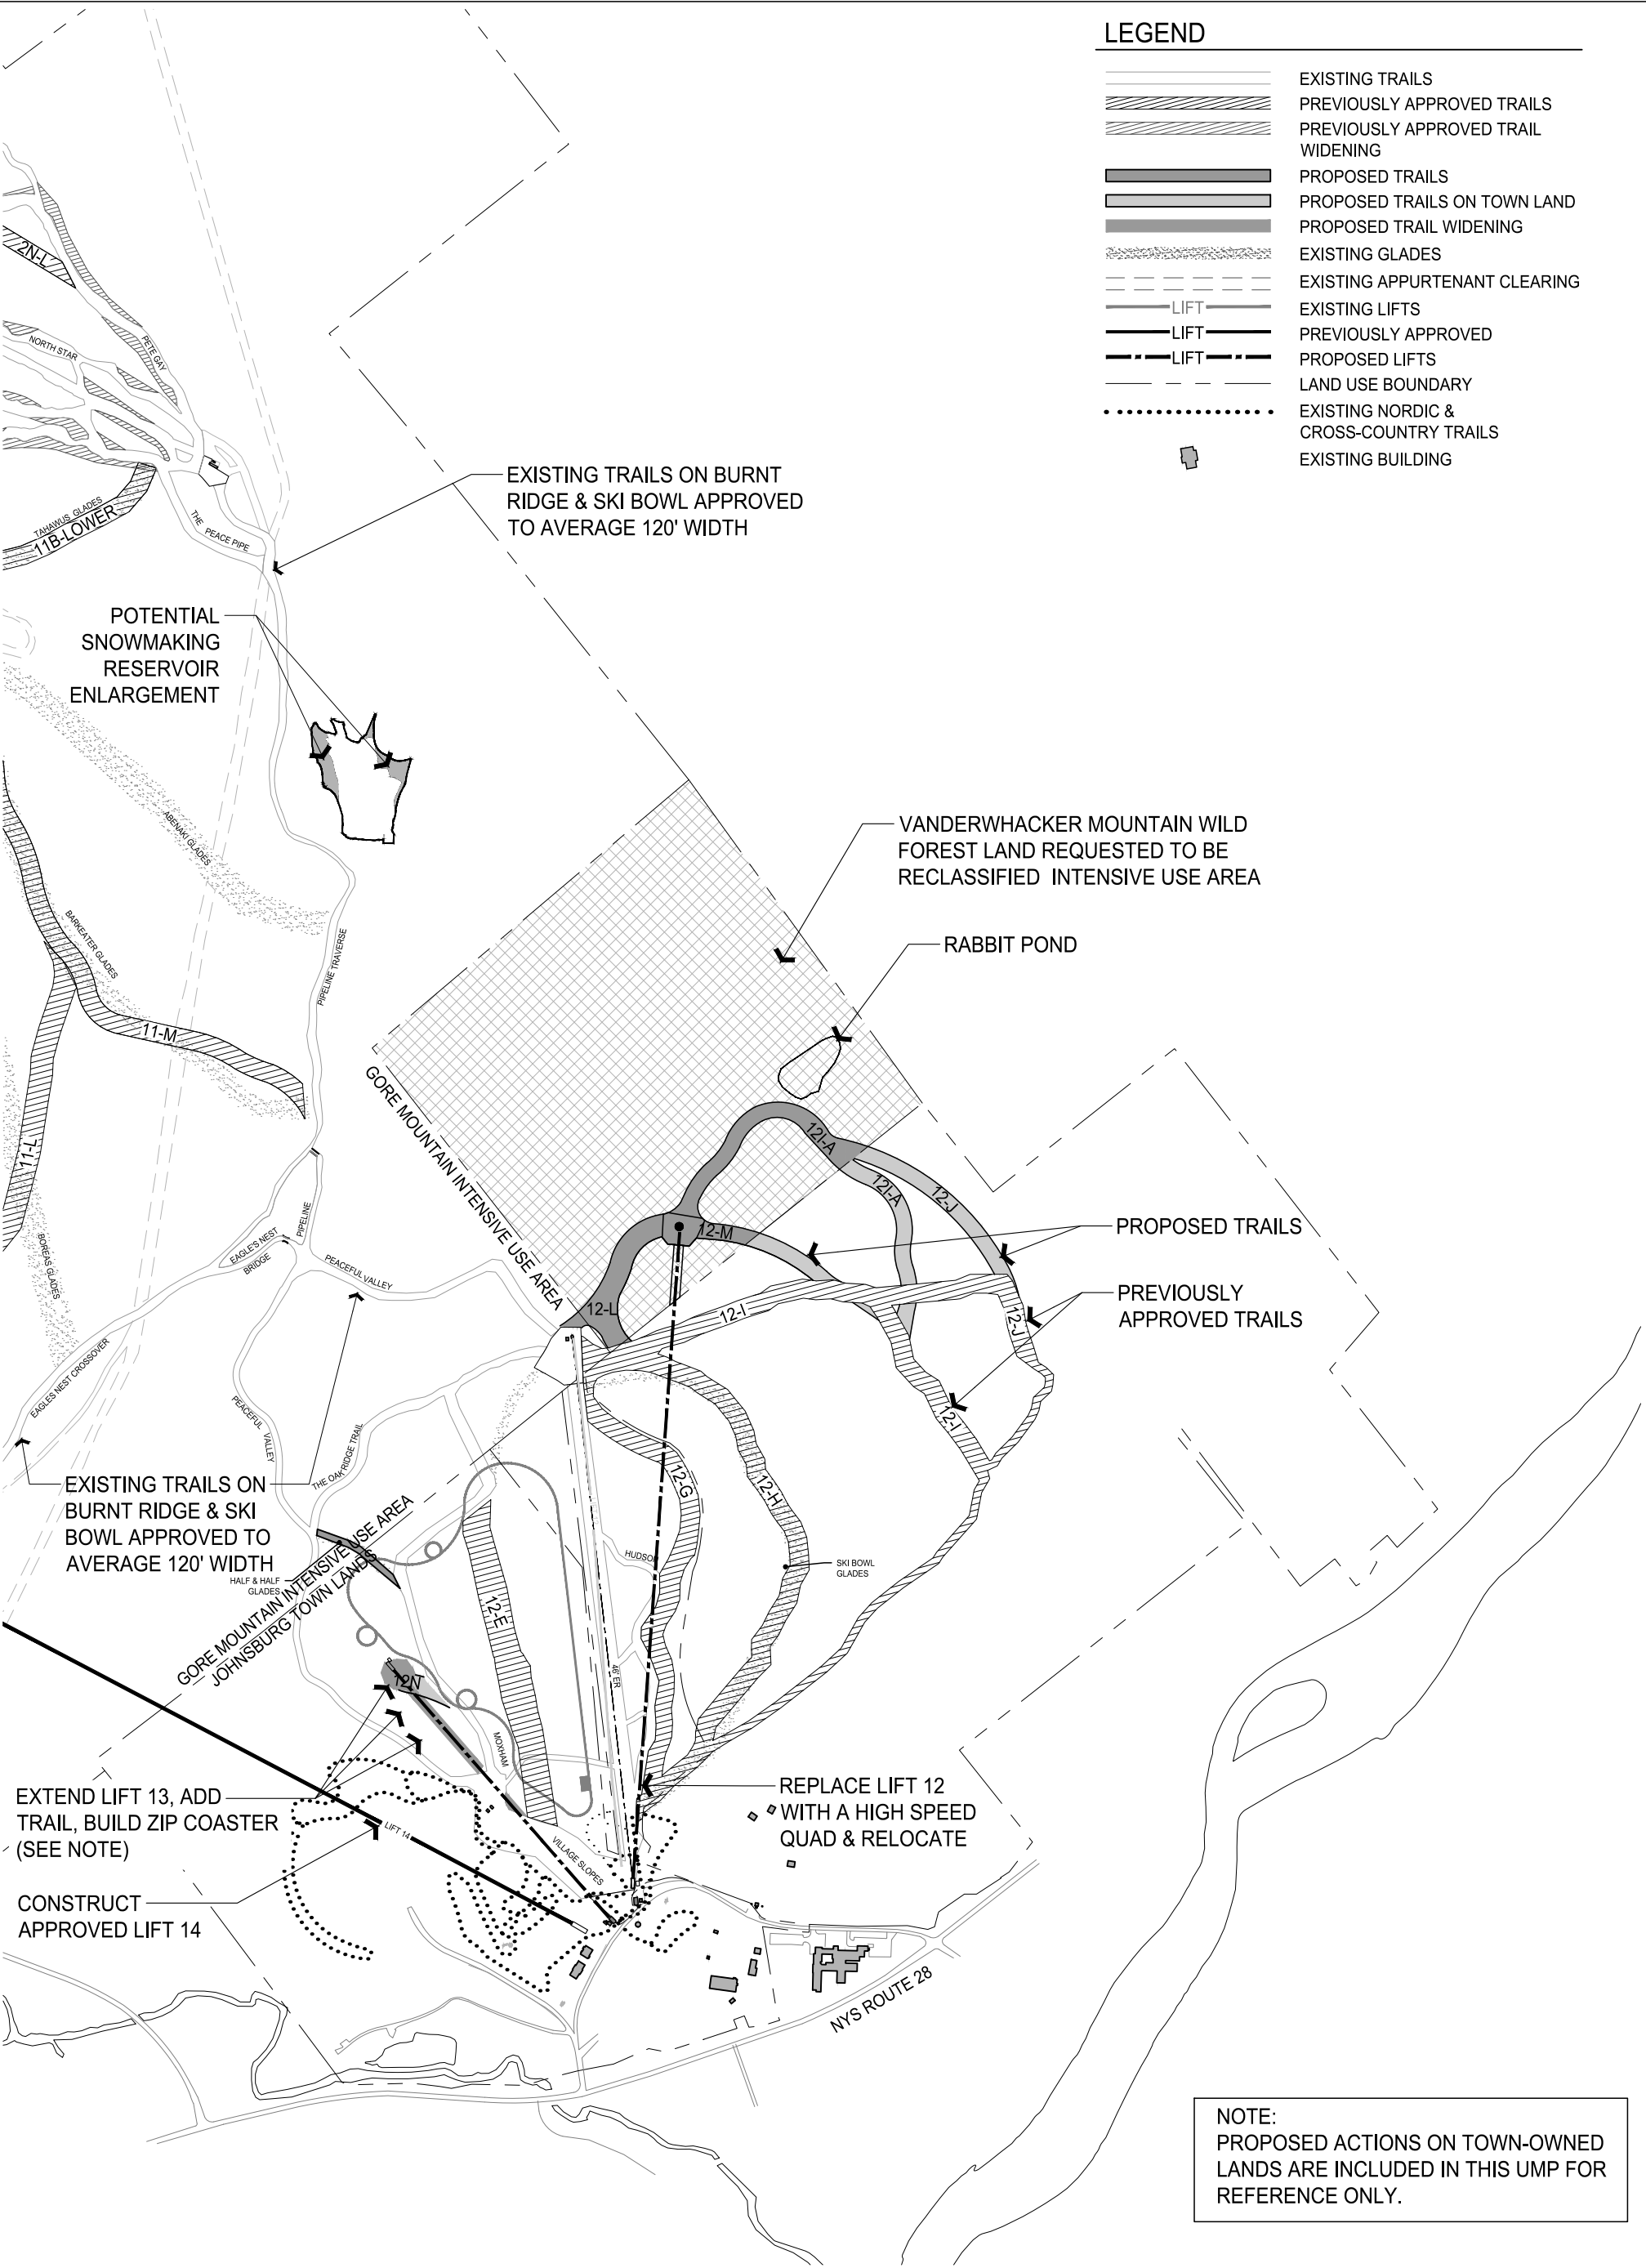 LEGEND
EXISTING TRAILS
PREVIOUSLY APPROVED TRAILS
PREVIOUSLY APPROVED TRAIL
WIDENING
PROPOSED TRAILS
PROPOSED TRAILS ON TOWN LAND
PROPOSED TRAIL WIDENING
EXISTING GLADES
EXISTING APPURTENANT CLEARING
LIFT
EXISTING LIFTS
LIFT
PREVIOUSLY APPROVED
LIFT
PROPOSED LIFTS
LAND USE BOUNDARY
EXISTING NORDIC &
CROSS-COUNTRY TRAILS
EXISTING BUILDING
2N-L
NORTH STAR
PETE GAY
EXISTING TRAILS ON BURNT
RIDGE & SKI BOWL APPROVED
TO AVERAGE 120' WIDTH
TAHAWUS GLADES
11B-LOWER
THE PEACE PIPE
POTENTIAL
SNOWMAKING
RESERVOIR
ENLARGEMENT
ABENAKI GLADES
VANDERWHACKER MOUNTAIN WILD
FOREST LAND REQUESTED TO BE
RECLASSIFIED INTENSIVE USE AREA
RABBIT POND
BARKEATER GLADES
PIPELINE TRAVERSE
11-M
11-L
GORE MOUNTAIN INTENSIVE USE AREA
12I-A
12I-A
12-J
12-M
PROPOSED TRAILS
PIPELINE
EAGLE'S NEST
BRIDGE
PEACEFUL VALLEY
BOREAS GLADES
12-L
12-I
PREVIOUSLY
APPROVED TRAILS
12-J
EAGLES NEST CROSSOVER
PEACEFUL VALLEY
THE OAK RIDGE TRAIL
12-I
12-G
12-H
EXISTING TRAILS ON
BURNT RIDGE & SKI
BOWL APPROVED TO
AVERAGE 120' WIDTH
HALF & HALF
GLADES
GORE MOUNTAIN INTENSIVE USE AREA
JOHNSBURG TOWN LANDS
HUDSON
SKI BOWL
GLADES
12-E
46' ER
12N
MOXHAM
EXTEND LIFT 13, ADD
TRAIL, BUILD ZIP COASTER
(SEE NOTE)
LIFT 14
VILLAGE SLOPES
REPLACE LIFT 12
WITH A HIGH SPEED
QUAD & RELOCATE
CONSTRUCT
APPROVED LIFT 14
NYS ROUTE 28
NOTE:
PROPOSED ACTIONS ON TOWN-OWNED
LANDS ARE INCLUDED IN THIS UMP FOR
REFERENCE ONLY.